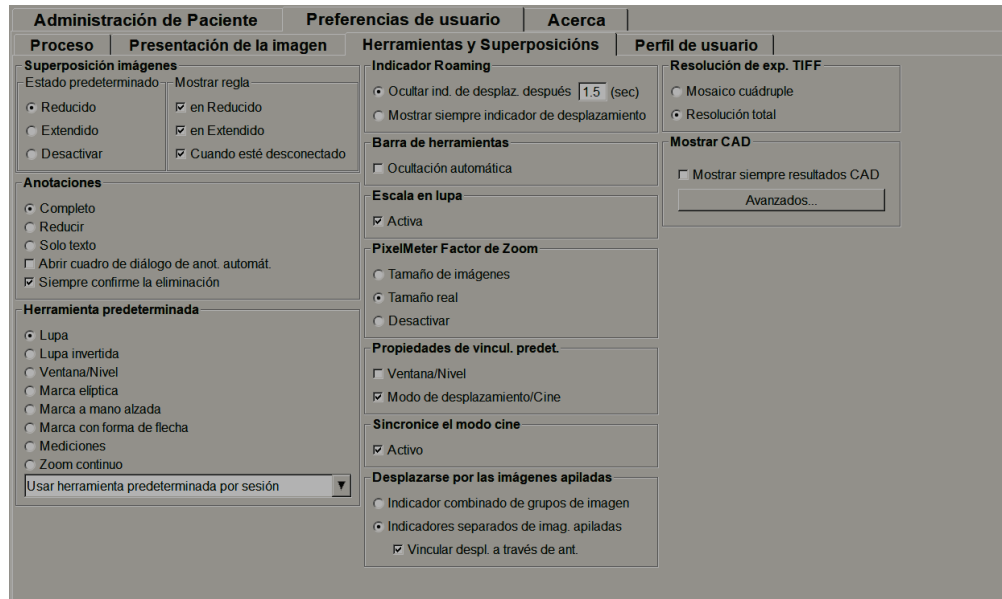 Administración de Paciente Preferencias de usuario Acerca
Proceso Presentación de la imagen Herramientas y Superposicións Perfil de usuario
Superposición imágenes
Estado predeterminado Mostrar regla
Reducido en Reducido
Extendido en Extendido
Desactivar Cuando esté desconectado
Anotaciones
Completo
Reducir
Solo texto
Abrir cuadro de diálogo de anot. automát.
Siempre confirme la eliminación
Herramienta predeterminada
Lupa
Lupa invertida
Ventana/Nivel
Marca elíptica
Marca a mano alzada
Marca con forma de flecha
Mediciones
Zoom continuo
Usar herramienta predeterminada por sesión
Indicador Roaming
Ocultar ind. de desplaz. después 1.5 (sec)
Mostrar siempre indicador de desplazamiento
Barra de herramientas
Ocultación automática
Escala en lupa
Activa
PixelMeter Factor de Zoom
Tamaño de imágenes
Tamaño real
Desactivar
Propiedades de vincul. predet.
Ventana/Nivel
Modo de desplazamiento/Cine
Sincronice el modo cine
Activo
Desplazarse por las imágenes apiladas
Indicador combinado de grupos de imagen
Indicadores separados de imag. apiladas
Vincular despl. a través de ant.
Resolución de exp. TIFF
Mosaico cuádruple
Resolución total
Mostrar CAD
Mostrar siempre resultados CAD
Avanzados...